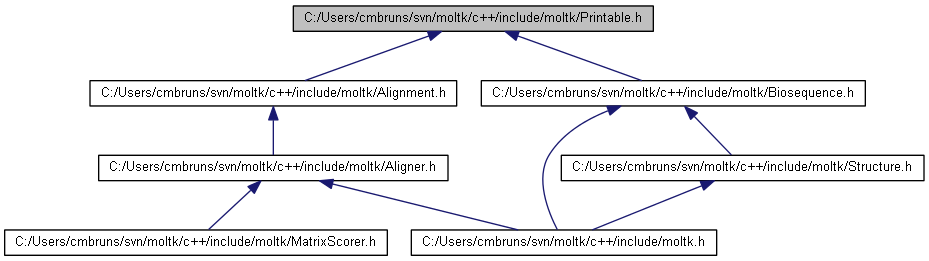 C:/Users/cmbruns/svn/moltk/c++/include/moltk/Printable.h
C:/Users/cmbruns/svn/moltk/c++/include/moltk/Alignment.h
C:/Users/cmbruns/svn/moltk/c++/include/moltk/Biosequence.h
C:/Users/cmbruns/svn/moltk/c++/include/moltk/Aligner.h
C:/Users/cmbruns/svn/moltk/c++/include/moltk/Structure.h
C:/Users/cmbruns/svn/moltk/c++/include/moltk/MatrixScorer.h
C:/Users/cmbruns/svn/moltk/c++/include/moltk.h